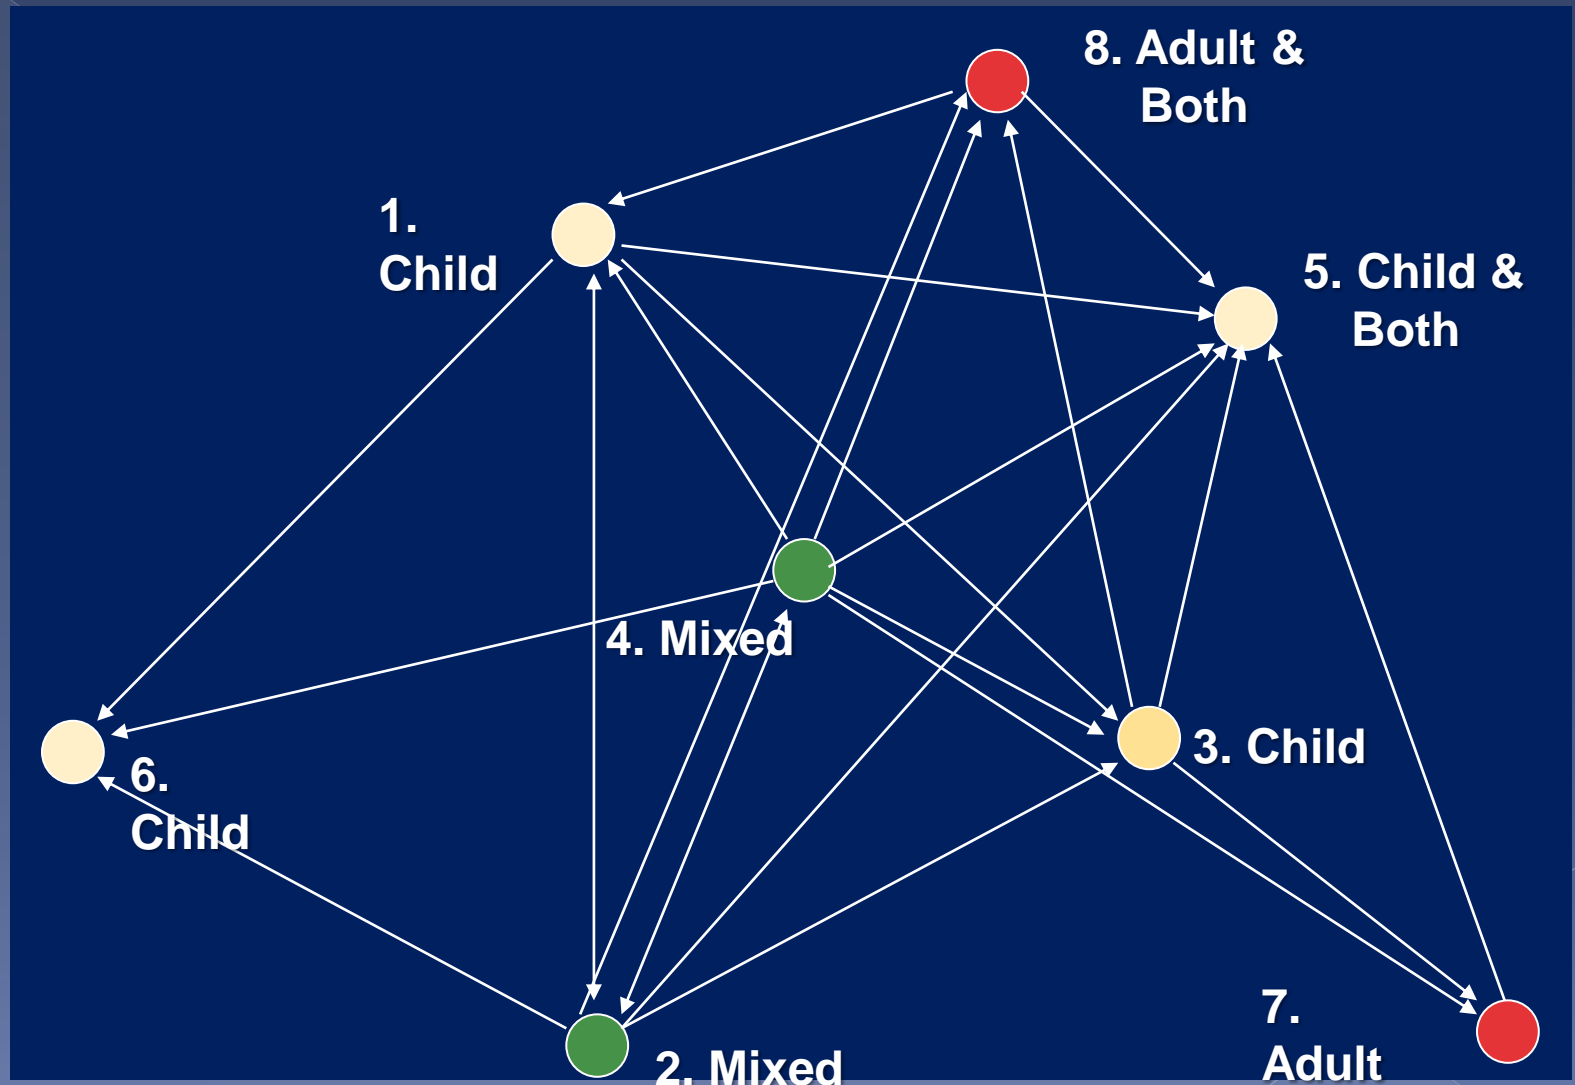 8. Adult &
Both
1.
Child
5. Child &
Both
4. Mixed
3. Child
6.
Child
7.
Adult
2. Mixed